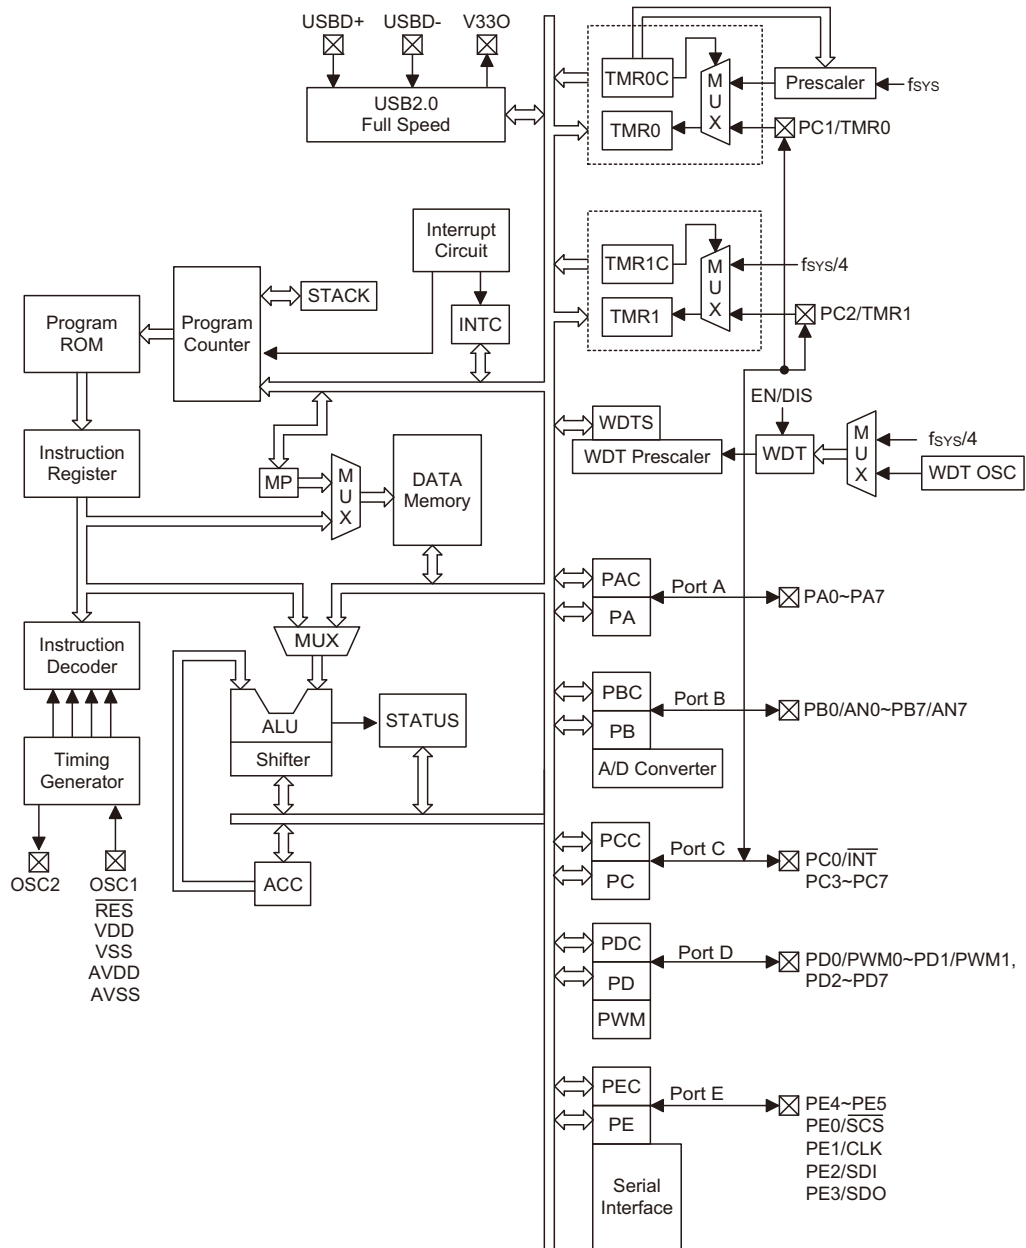 USBD+
USBD-
V33O
USB2.0
Full Speed
TMR0C
MUX
Prescaler
fSYS
TMR0
PC1/TMR0
Interrupt
Circuit
TMR1C
MUX
fSYS/4
TMR1
PC2/TMR1
STACK
INTC
Program
ROM
Program
Counter
EN/DIS
WDTS
WDT Prescaler
WDT
MUX
fSYS/4
WDT OSC
Instruction
Register
MP
MUX
DATA
Memory
PAC
PA
Port A
PA0~PA7
Instruction
Decoder
MUX
ALU
Shifter
STATUS
PBC
PB
A/D Converter
Port B
PB0/AN0~PB7/AN7
Timing
Generator
OSC2
OSC1
RES
VDD
VSS
AVDD
AVSS
ACC
PCC
PC
Port C
PC0/INT
PC3~PC7
PDC
PD
PWM
Port D
PD0/PWM0~PD1/PWM1,
PD2~PD7
PEC
PE
Port E
PE4~PE5
PE0/SCS
PE1/CLK
PE2/SDI
PE3/SDO
Serial
Interface